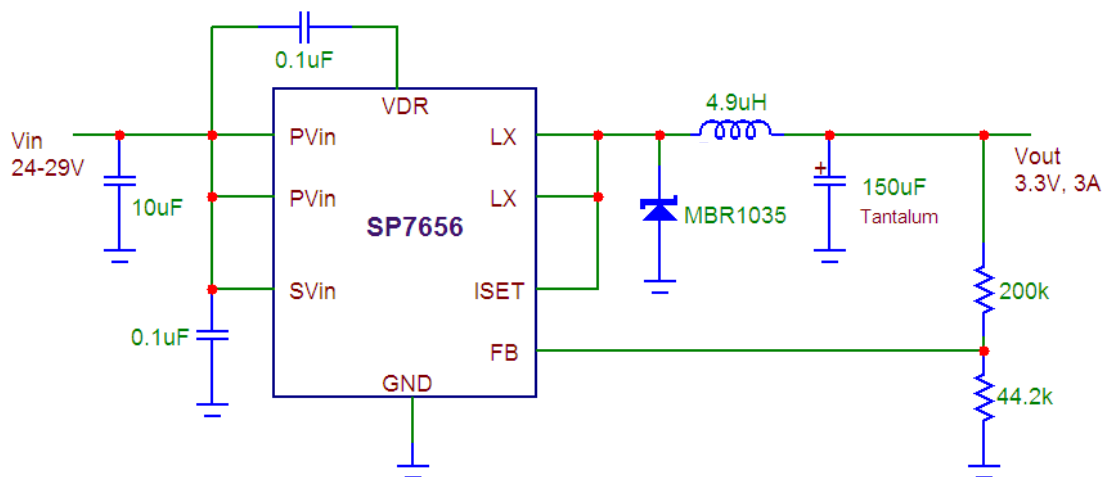 0.1uF
VDR
Vin
24-29V
PVin
LX
4.9uH
Vout
3.3V, 3A
10uF
PVin
LX
+
150uF
Tantalum
MBR1035
SP7656
SVin
ISET
200k
0.1uF
FB
GND
44.2k